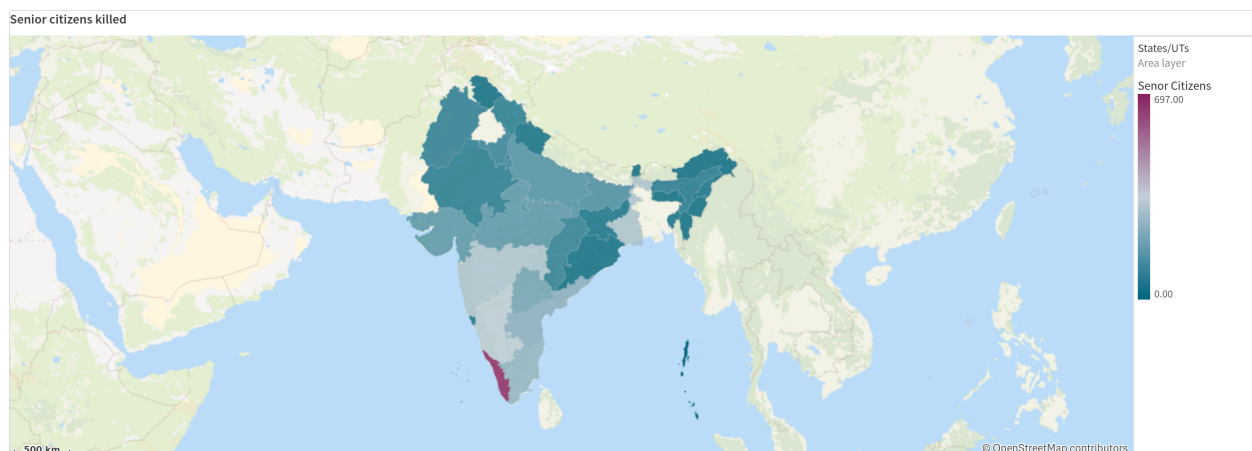 Senior citizens killed
States/UTs
Area layer
Senor Citizens
697.00
0.00
500 km
© OpenStreetMap contributors